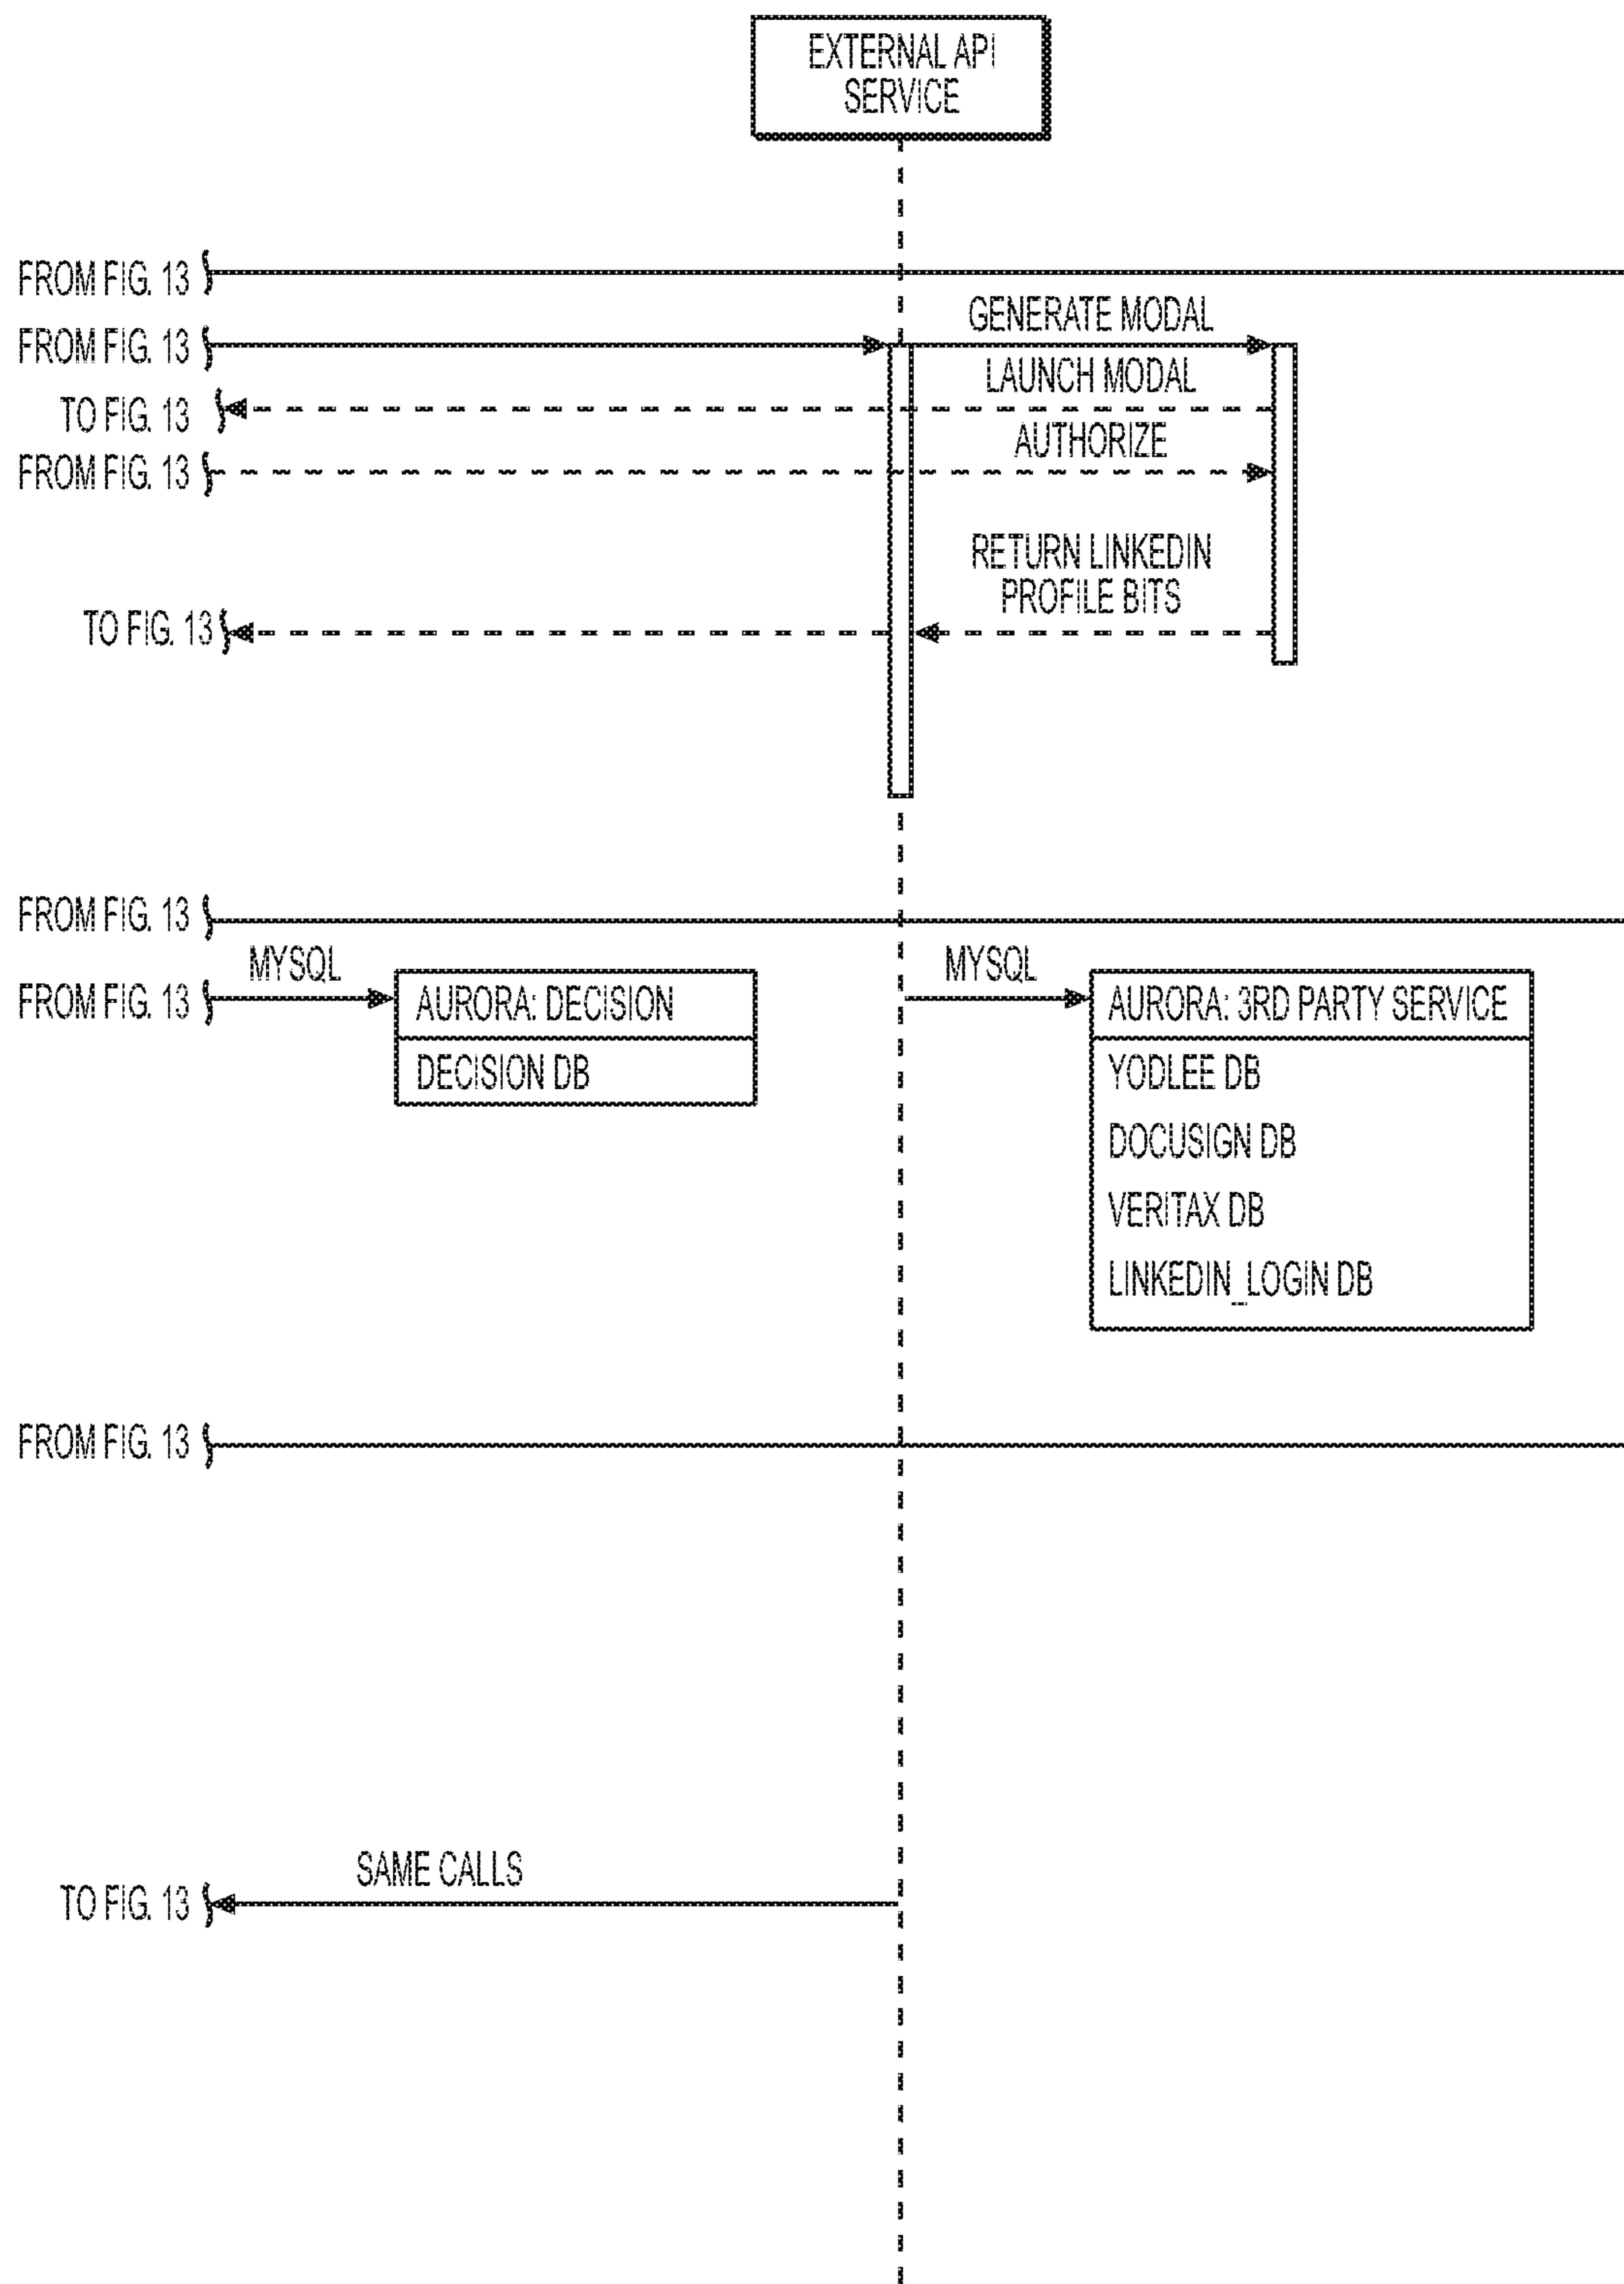 EXTERNAL API
SERVICE
FROM FIG. 13
GENERATE MODAL
FROM FIG. 13
LAUNCH MODAL
TO FIG. 13
AUTHORIZE
FROM FIG. 13
RETURN LINKEDIN
PROFILE BITS
TO FIG. 13
FROM FIG. 13
MYSQL
MYSQL
FROM FIG. 13
AURORA: DECISION
DECISION DB
AURORA: 3RD PARTY SERVICE
YODLEE DB
DOCUSIGN DB
VERITAX DB
LINKEDIN_LOGIN DB
FROM FIG. 13
SAME CALLS
TO FIG. 13